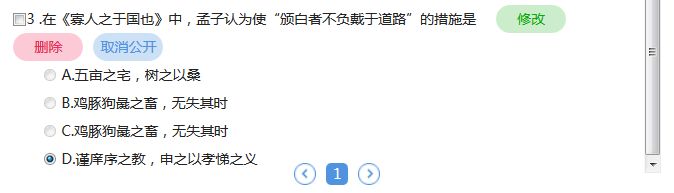 3 .在《寡人之于国也》中，孟子认为使“颁白者不负戴于道路”的措施是 修改
删除 取消公开
A.五亩之宅，树之以桑
B.鸡豚狗彘之畜，无失其时
C.鸡豚狗彘之畜，无失其时
D.谨庠序之教，申之以孝悌之义
1